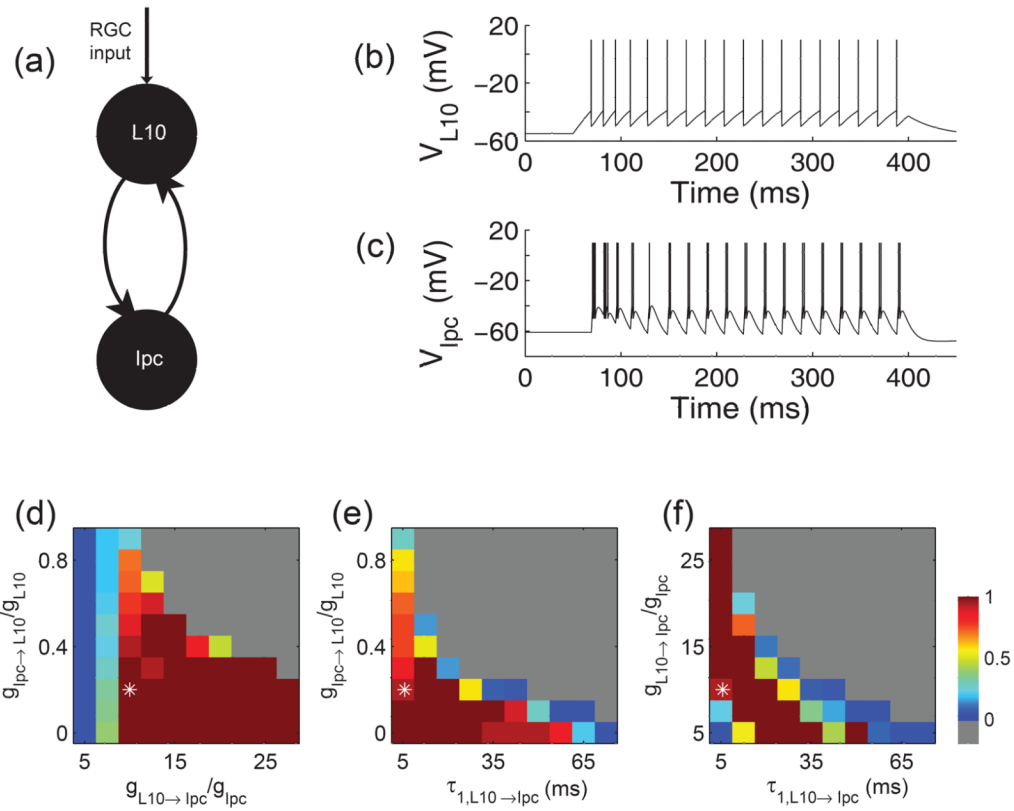 (a)
RGC
input
L10
Ipc
(b)
V_L10 (mV)
20
−20
−60
0 100 200 300 400
Time (ms)
(c)
V_Ipc (mV)
20
−20
−60
0 100 200 300 400
Time (ms)
(d)
g_Ipc→L10/g_L10
0.8
0.4
0
*
5 15 25
g_L10→Ipc/g_Ipc
(e)
g_Ipc→L10/g_L10
0.8
0.4
0
*
5 35 65
τ_1,L10→Ipc (ms)
(f)
g_L10→Ipc/g_Ipc
25
15
5
*
5 35 65
τ_1,L10→Ipc (ms)
1
0.5
0